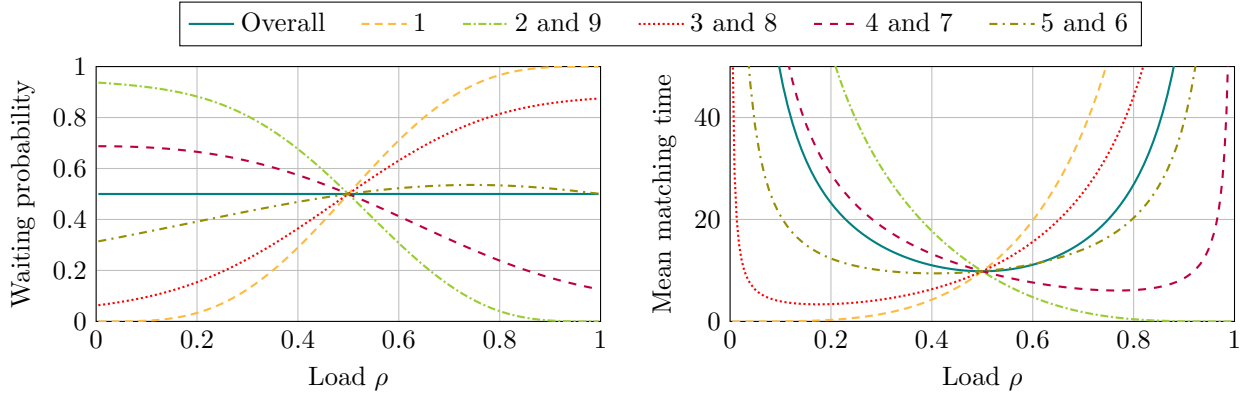 Overall 1 2 and 9 3 and 8 4 and 7 5 and 6
Waiting probability
1
0.8
0.6
0.4
0.2
0
0 0.2 0.4 0.6 0.8 1
Load ρ
Mean matching time
40
20
0
0 0.2 0.4 0.6 0.8 1
Load ρ